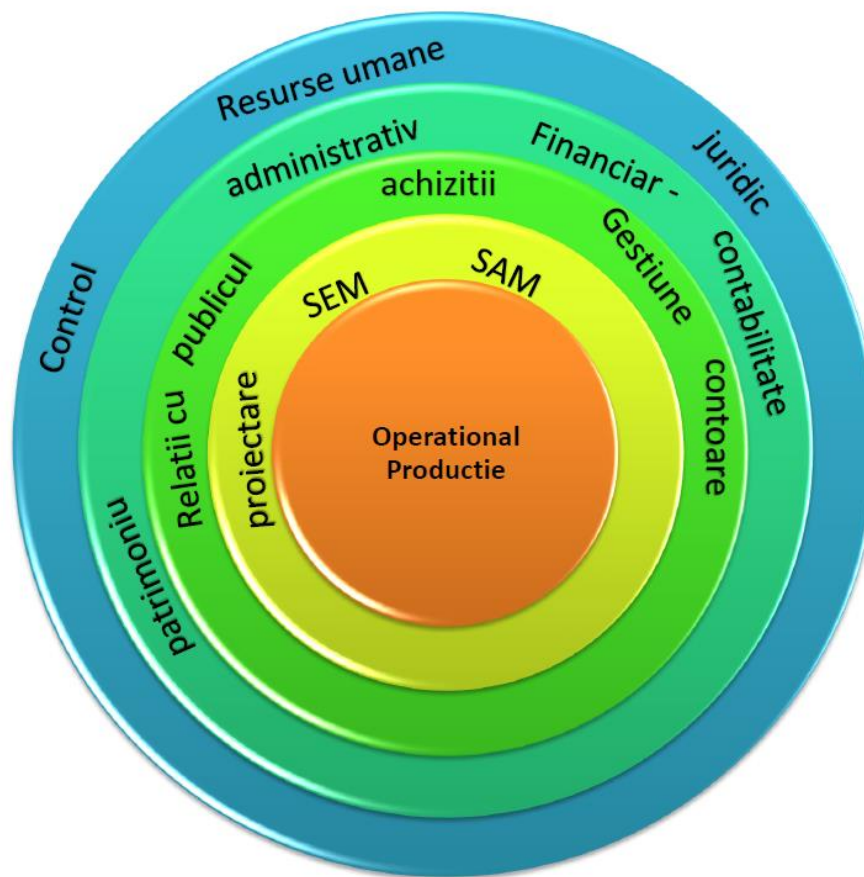 Control
Resurse umane
juridic
patrimoniu
administrativ
Financiar -
contabilitate
Relatii cu
publicul
achizitii
Gestiune
contoare
proiectare
SEM
SAM
Operational
Productie